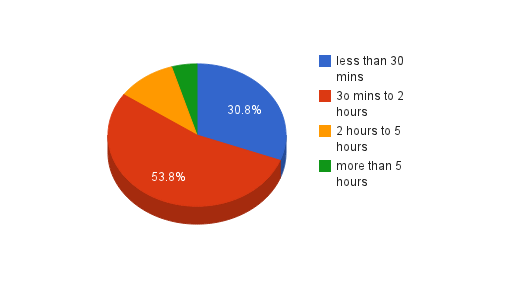 30.8%
53.8%
less than 30
mins
3o mins to 2
hours
2 hours to 5
hours
more than 5
hours